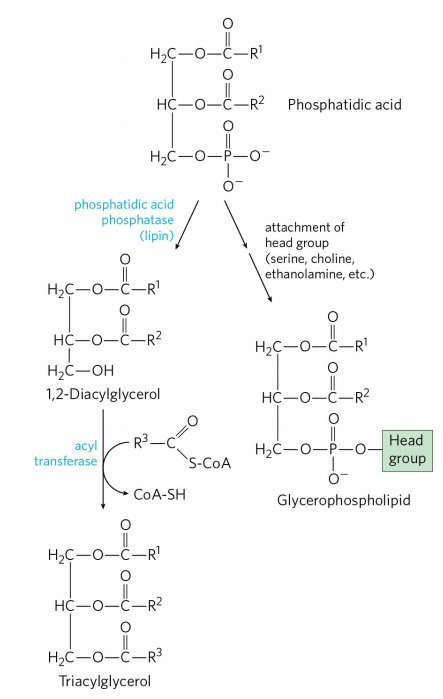 O
H₂C—O—C—R¹
O
HC—O—C—R² Phosphatidic acid
O
H₂C—O—P—O⁻
O⁻
phosphatidic acid
phosphatase
(lipin)
attachment of
head group
(serine, choline,
ethanolamine, etc.)
O
H₂C—O—C—R¹
O
HC—O—C—R²
H₂C—OH
1,2-Diacylglycerol
O
H₂C—O—C—R¹
O
HC—O—C—R²
O
H₂C—O—P—O—
Head
group
O⁻
Glycerophospholipid
acyl
transferase
O
R³—C
S-CoA
CoA-SH
O
H₂C—O—C—R¹
O
HC—O—C—R²
O
H₂C—O—C—R³
Triacylglycerol